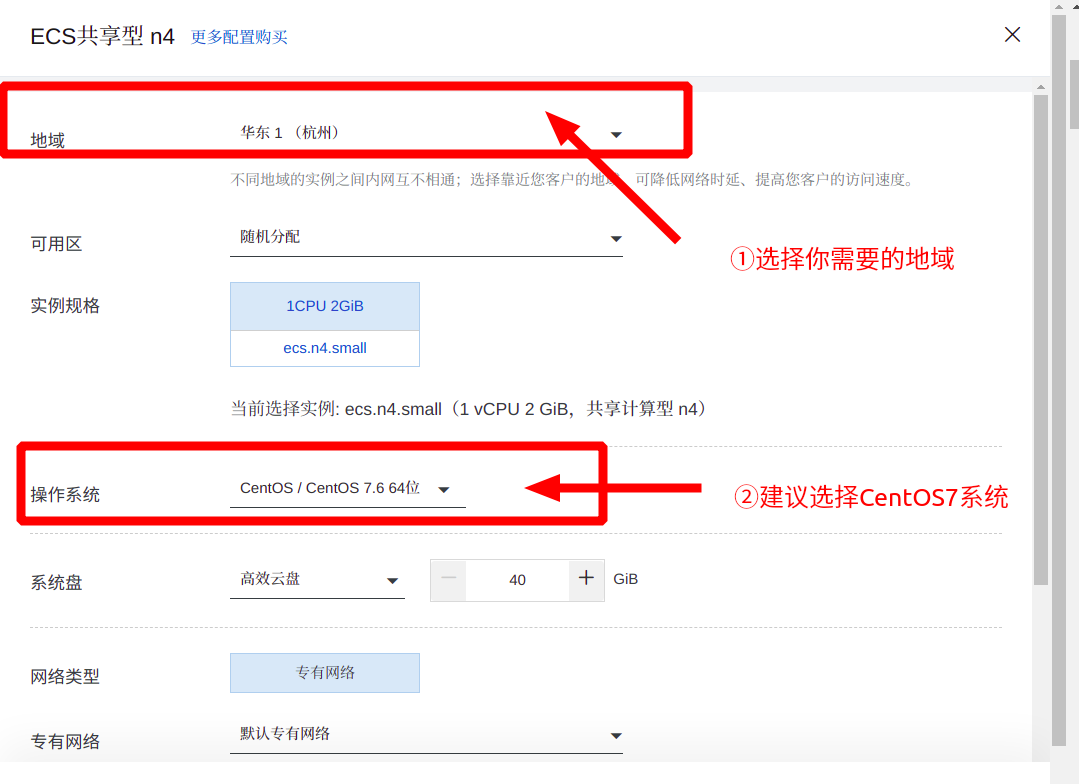 ECS共享型 n4 更多配置购买
地域 华东 1 （杭州）
不同地域的实例之间内网互不相通；选择靠近您客户的地域，可降低网络时延、提高您客户的访问速度。
①选择你需要的地域
可用区 随机分配
实例规格 1CPU 2GiB
ecs.n4.small
当前选择实例: ecs.n4.small（1 vCPU 2 GiB，共享计算型 n4）
操作系统 CentOS / CentOS 7.6 64位
②建议选择CentOS7系统
系统盘 高效云盘 40 GiB
网络类型 专有网络
专有网络 默认专有网络